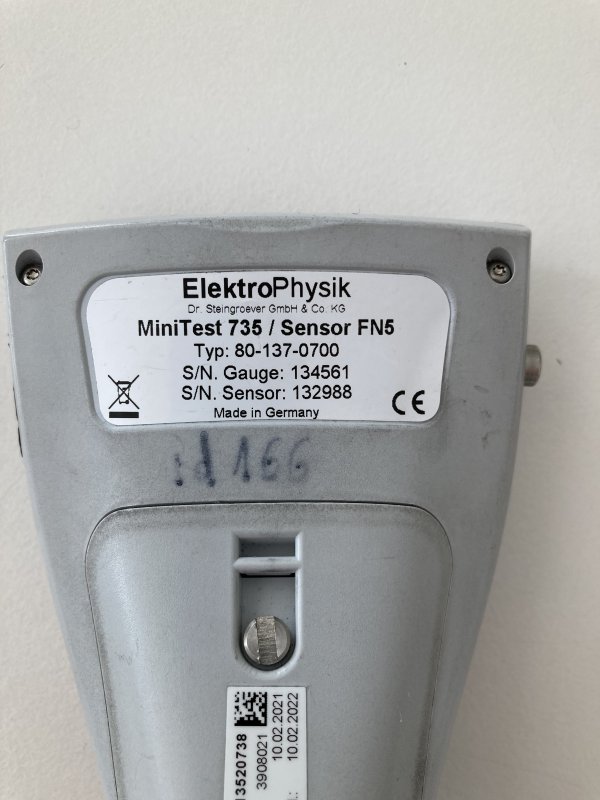 ElektroPhysik
Dr. Steingroever GmbH & Co. KG
MiniTest 735 / Sensor FN5
Typ: 80-137-0700
S/N. Gauge: 134561
S/N. Sensor: 132988
Made in Germany
CE
166
13520738
3908021
10.02.2021
10.02.2022